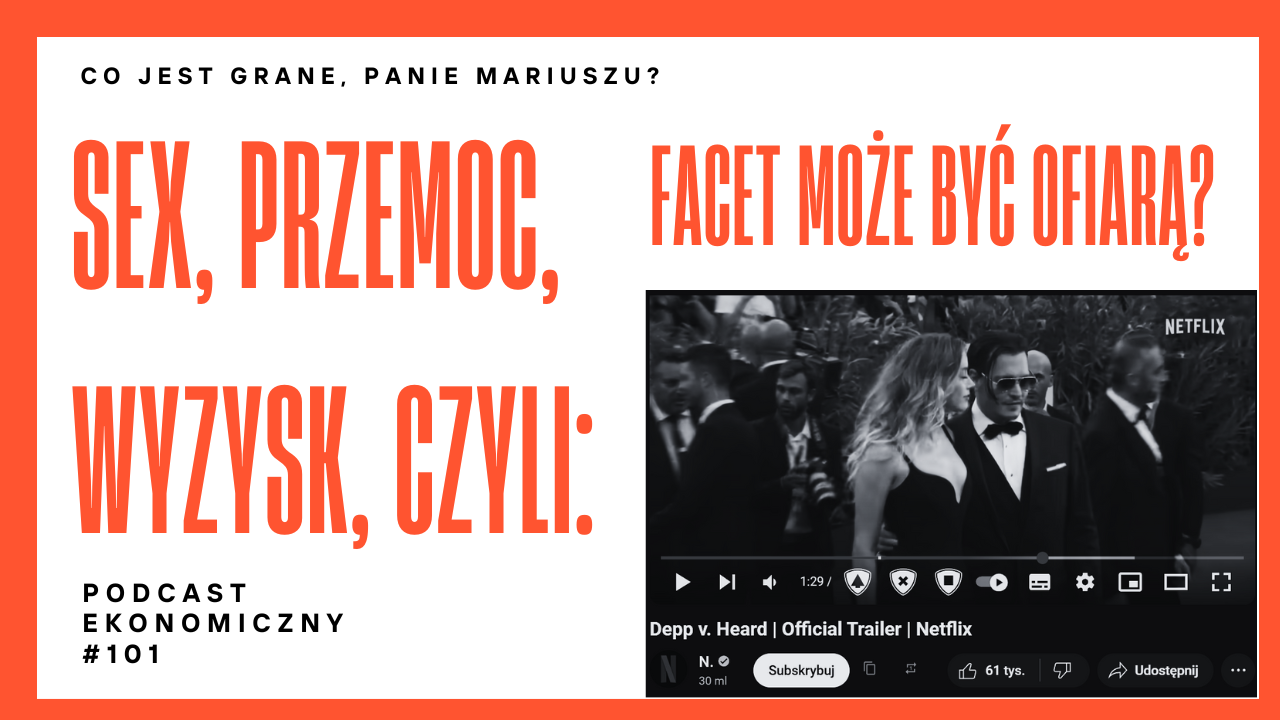 CO JEST GRANE, PANIE MARIUSZU?
SEX, PRZEMOC,
WYZYSK, CZYLI:
PODCAST
EKONOMICZNY
#101
FACET MOŻE BYĆ OFIARĄ?
NETFLIX
1:29 /
Depp v. Heard | Official Trailer | Netflix
N
N.
30 ml
Subskrybuj
61 tys.
Udostępnij